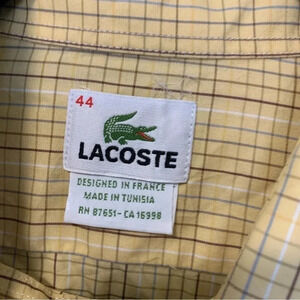 44
LACOSTE
DESIGNED IN FRANCE
MADE IN TUNISIA
RN 87651- CA 16998